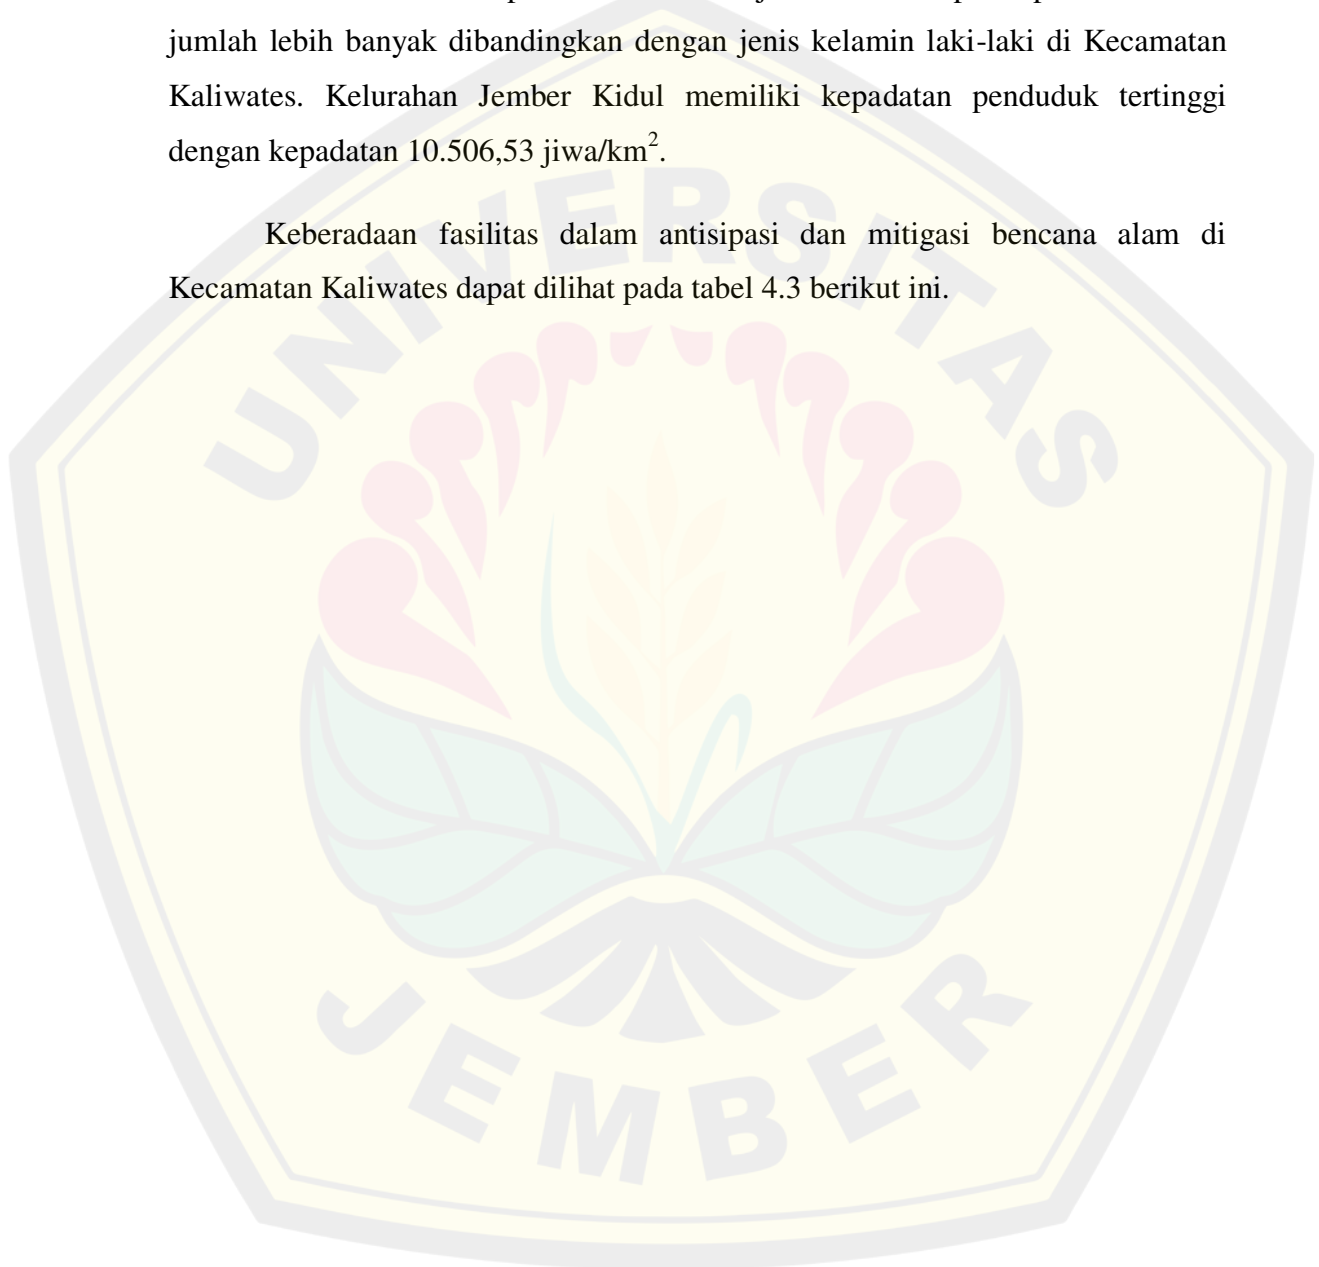 jumlah lebih banyak dibandingkan dengan jenis kelamin laki-laki di Kecamatan
Kaliwates. Kelurahan Jember Kidul memiliki kepadatan penduduk tertinggi
dengan kepadatan 10.506,53 jiwa/km².
Keberadaan fasilitas dalam antisipasi dan mitigasi bencana alam di
Kecamatan Kaliwates dapat dilihat pada tabel 4.3 berikut ini.
UNIVERSITAS
JEMBER